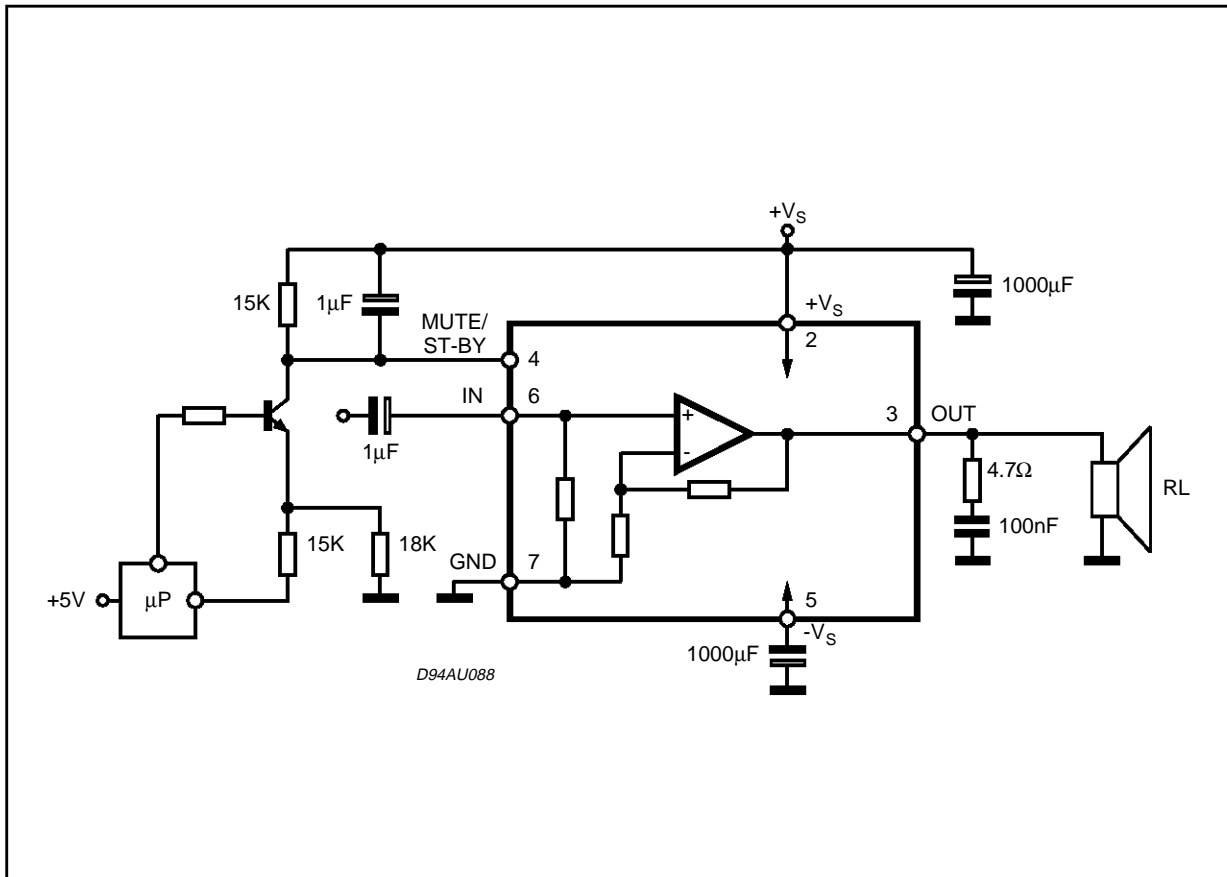 +VS
1000µF
15K
1µF
+VS
MUTE/
ST-BY
2
4
IN
6
+
3
OUT
1µF
-
4.7Ω
RL
100nF
15K
18K
GND
7
+5V
µP
5
-VS
1000µF
D94AU088